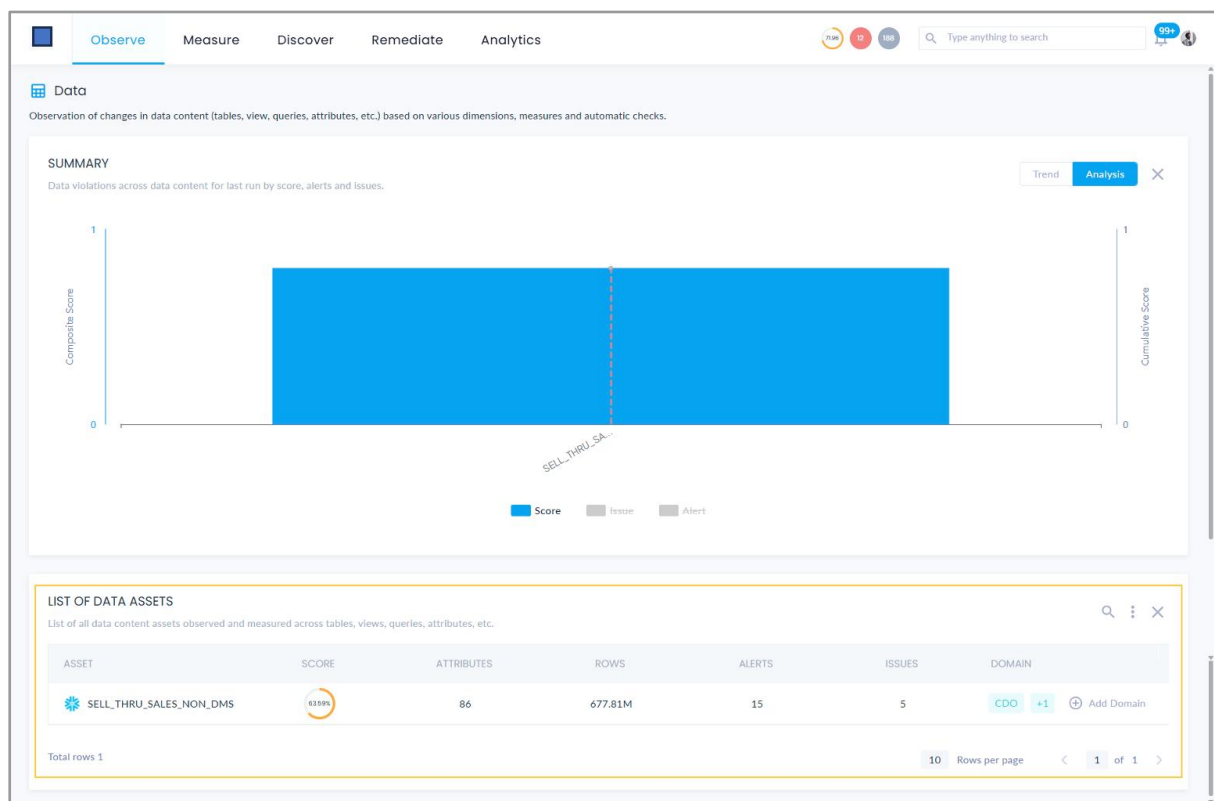 Observe Measure Discover Remediate Analytics 12 188 Type anything to search 99+
Data
Observation of changes in data content (tables, view, queries, attributes, etc.) based on various dimensions, measures and automatic checks.
SUMMARY
Data violations across data content for last run by score, alerts and issues.
Trend Analysis
1 1
Composite Score
Cumulative Score
0 0
SELL_THRU_SA...
Score Issue Alert
LIST OF DATA ASSETS
List of all data content assets observed and measured across tables, views, queries, attributes, etc.
ASSET SCORE ATTRIBUTES ROWS ALERTS ISSUES DOMAIN
SELL_THRU_SALES_NON_DMS 63.59% 86 677.81M 15 5 CDO +1 Add Domain
Total rows 1 10 Rows per page 1 of 1